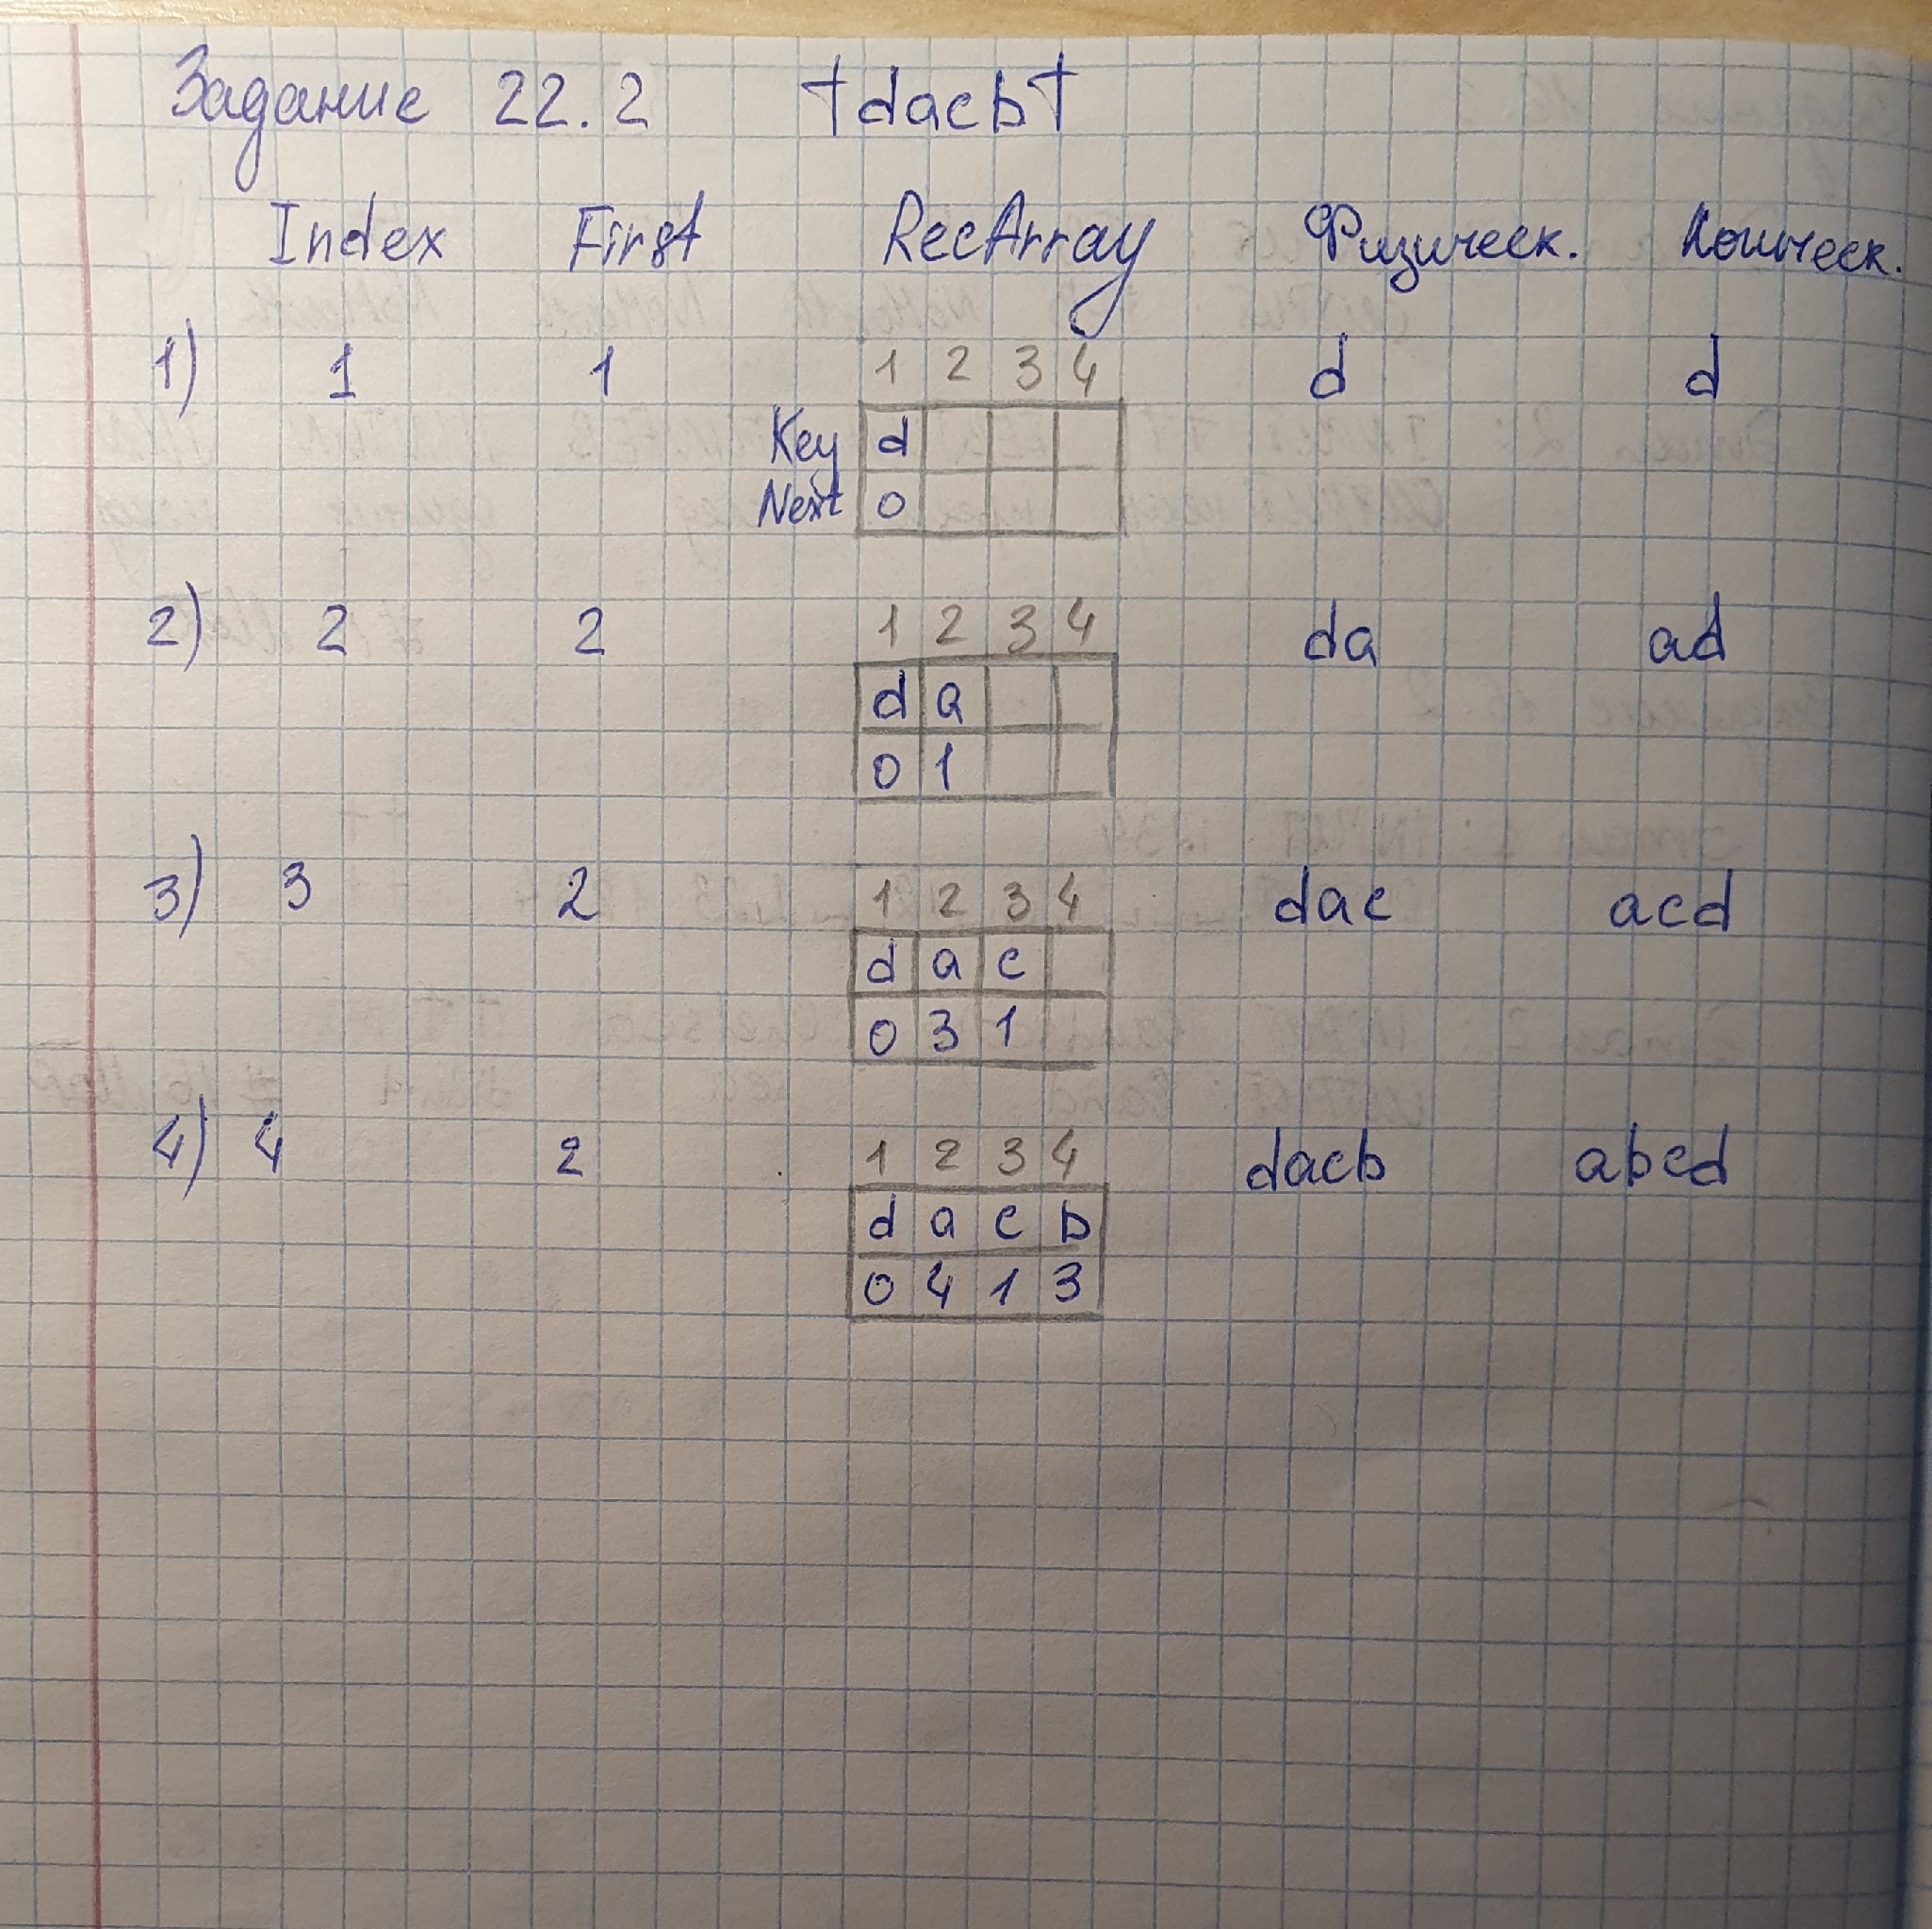 Задание 22.2 †dacb†
Index First RecArray Физическ. Логическ.
1) 1 1 1 2 3 4 d d
Key d
Next 0
2) 2 2 1 2 3 4 da ad
d a
0 1
3) 3 2 1 2 3 4 dac acd
d a c
0 3 1
4) 4 2 1 2 3 4 dacb abcd
d a c b
0 4 1 3